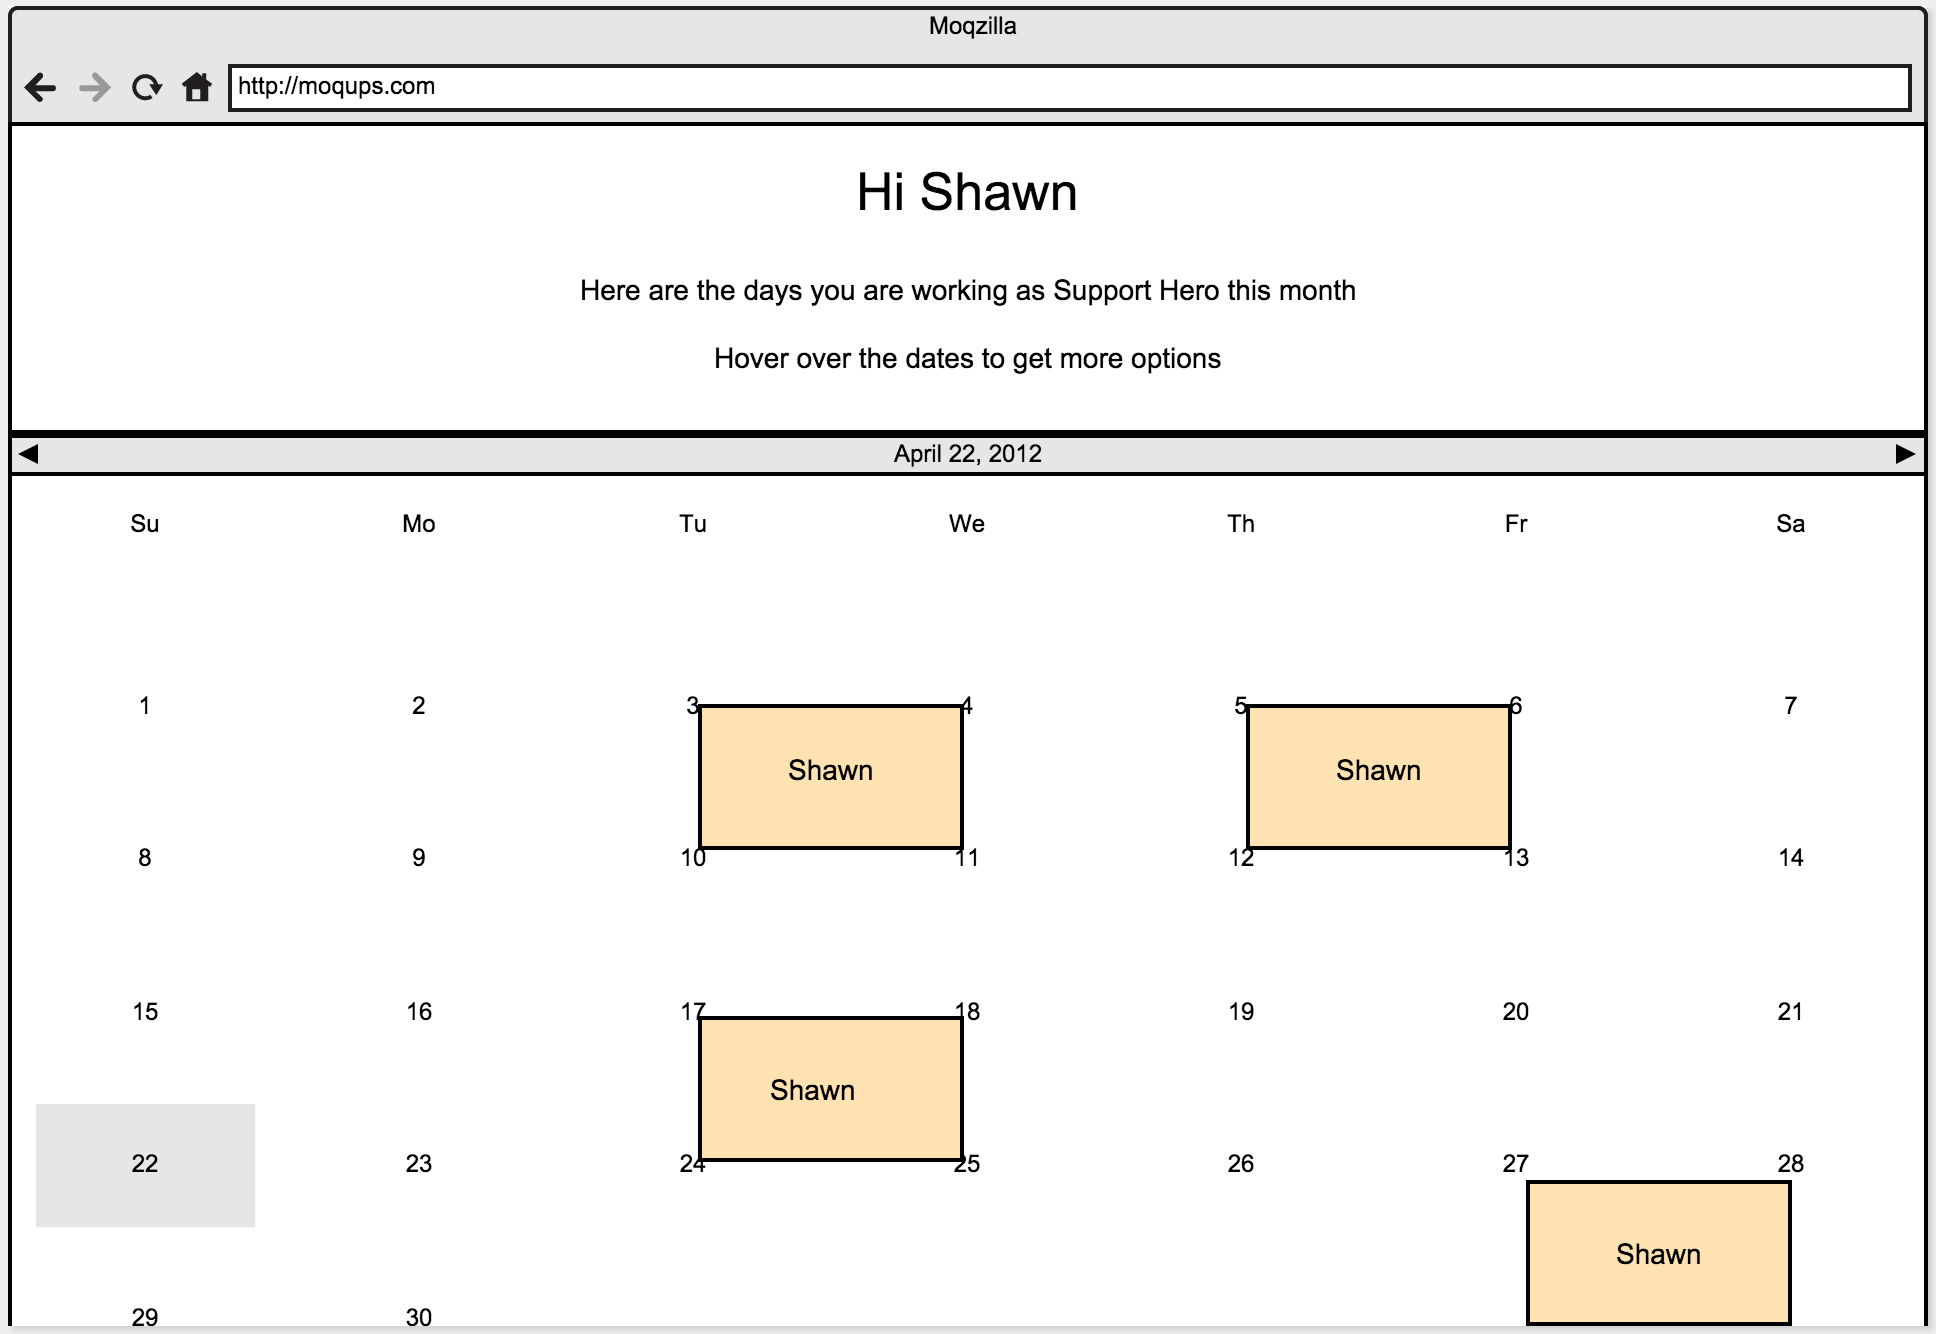 Moqzilla
http://moqups.com
Hi Shawn
Here are the days you are working as Support Hero this month
Hover over the dates to get more options
April 22, 2012
Su Mo Tu We Th Fr Sa
1 2 3 4 5 6 7
Shawn Shawn
8 9 10 11 12 13 14
15 16 17 18 19 20 21
Shawn
22 23 24 25 26 27 28
Shawn
29 30